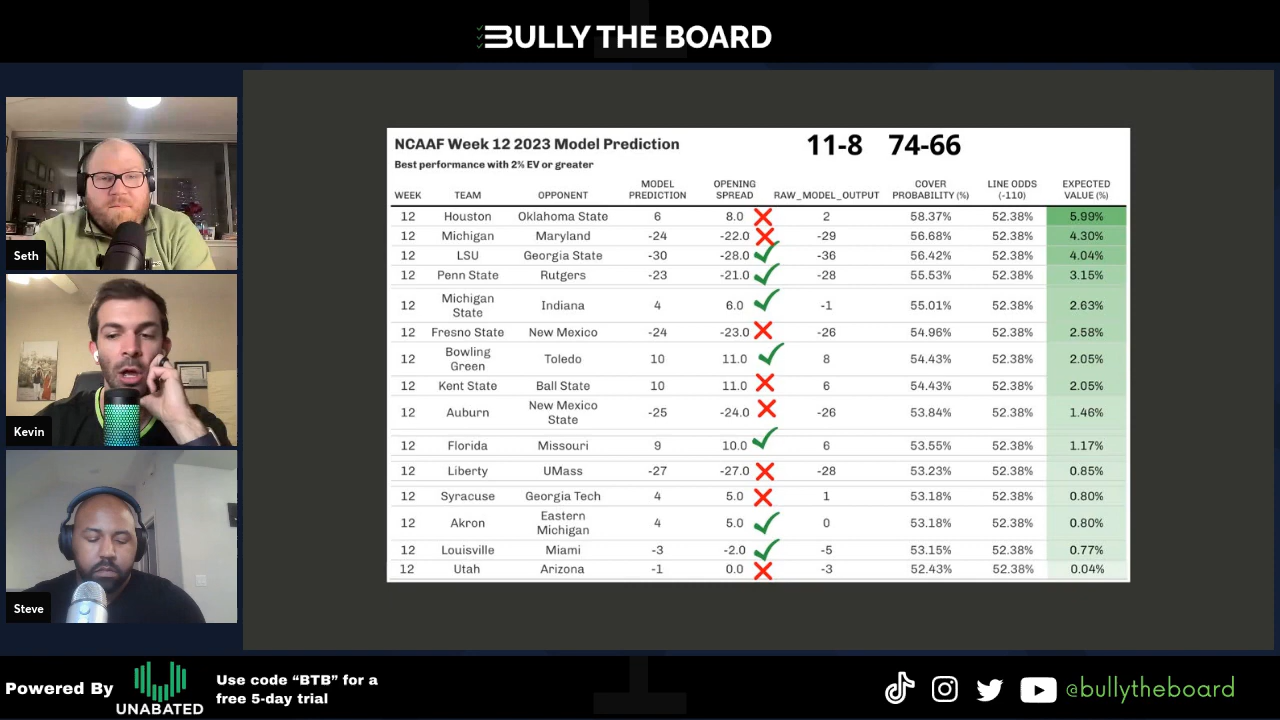 BULLY THE BOARD
NCAAF Week 12 2023 Model Prediction 11-8 74-66
Best performance with 2% EV or greater
WEEK TEAM OPPONENT MODEL PREDICTION OPENING SPREAD RAW_MODEL_OUTPUT COVER PROBABILITY (%) LINE ODDS (-110) EXPECTED VALUE (%)
12 Houston Oklahoma State 6 8.0 2 58.37% 52.38% 5.99%
12 Michigan Maryland -24 -22.0 -29 56.68% 52.38% 4.30%
12 LSU Georgia State -30 -28.0 -36 56.42% 52.38% 4.04%
12 Penn State Rutgers -23 -21.0 -28 55.53% 52.38% 3.15%
12 Michigan State Indiana 4 6.0 -1 55.01% 52.38% 2.63%
12 Fresno State New Mexico -24 -23.0 -26 54.96% 52.38% 2.58%
12 Bowling Green Toledo 10 11.0 8 54.43% 52.38% 2.05%
12 Kent State Ball State 10 11.0 6 54.43% 52.38% 2.05%
12 Auburn New Mexico State -25 -24.0 -26 53.84% 52.38% 1.46%
12 Florida Missouri 9 10.0 6 53.55% 52.38% 1.17%
12 Liberty UMass -27 -27.0 -28 53.23% 52.38% 0.85%
12 Syracuse Georgia Tech 4 5.0 1 53.18% 52.38% 0.80%
12 Akron Eastern Michigan 4 5.0 0 53.18% 52.38% 0.80%
12 Louisville Miami -3 -2.0 -5 53.15% 52.38% 0.77%
12 Utah Arizona -1 0.0 -3 52.43% 52.38% 0.04%
Seth
Kevin
Steve
Powered By UNABATED
Use code “BTB” for a
free 5-day trial
@bullytheboard